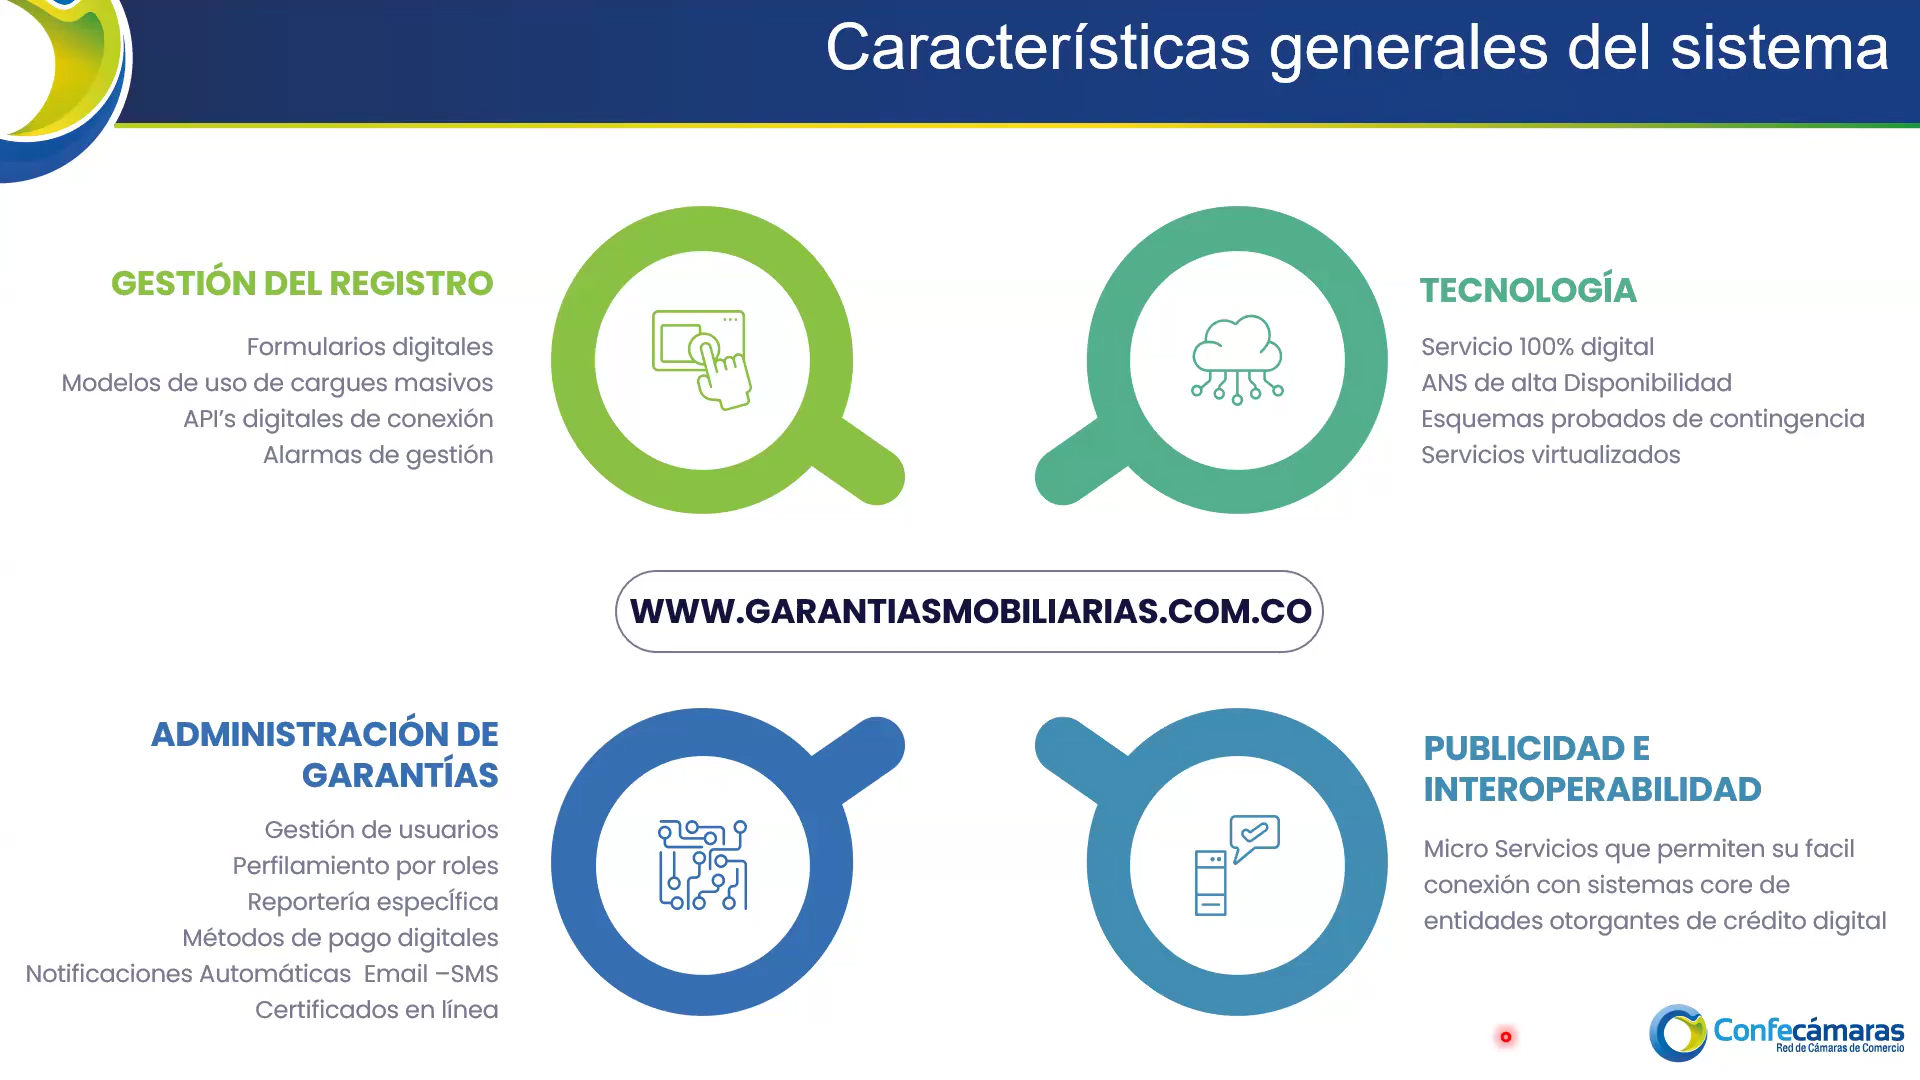 Características generales del sistema
GESTIÓN DEL REGISTRO
Formularios digitales
Modelos de uso de cargues masivos
API’s digitales de conexión
Alarmas de gestión
TECNOLOGÍA
Servicio 100% digital
ANS de alta Disponibilidad
Esquemas probados de contingencia
Servicios virtualizados
WWW.GARANTIASMOBILIARIAS.COM.CO
ADMINISTRACIÓN DE
GARANTÍAS
Gestión de usuarios
Perfilamiento por roles
Reportería específica
Métodos de pago digitales
Notificaciones Automáticas  Email –SMS
Certificados en línea
PUBLICIDAD E
INTEROPERABILIDAD
Micro Servicios que permiten su facil
conexión con sistemas core de
entidades otorgantes de crédito digital
Confecámaras
Red de Cámaras de Comercio